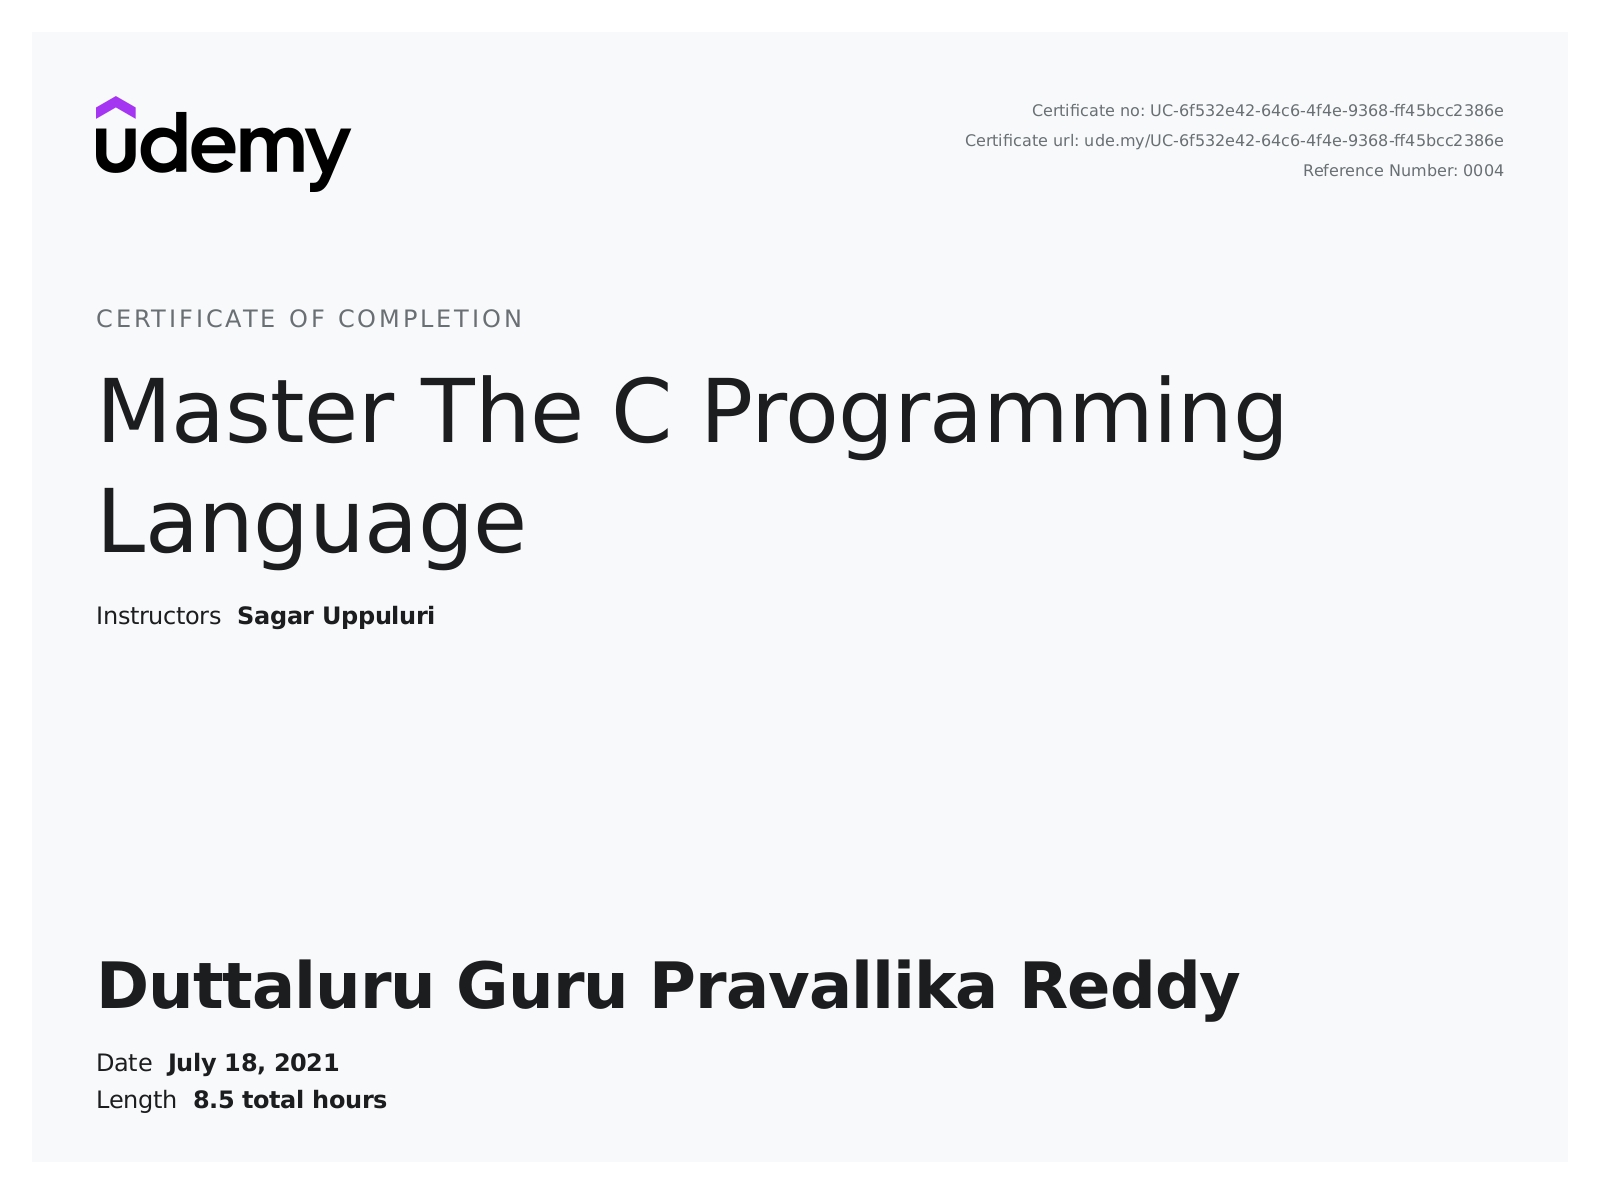 udemy
Certificate no: UC-6f532e42-64c6-4f4e-9368-ff45bcc2386e
Certificate url: ude.my/UC-6f532e42-64c6-4f4e-9368-ff45bcc2386e
Reference Number: 0004
CERTIFICATE OF COMPLETION
Master The C Programming
Language
Instructors Sagar Uppuluri
Duttaluru Guru Pravallika Reddy
Date July 18, 2021
Length 8.5 total hours